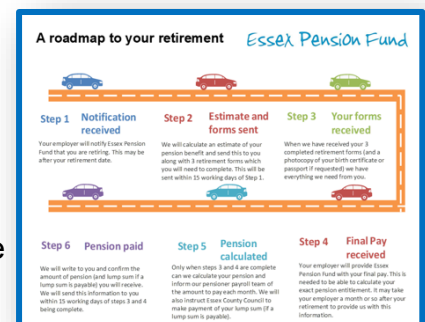 A roadmap to your retirement
Essex Pension Fund
Step 1 Notification received
Your employer will notify Essex Pension
Fund that you are retiring. This may be
after your retirement date.
Step 2 Estimate and forms sent
We will calculate an estimate of your
pension benefit and send this to you
along with 3 retirement forms which
you will need to complete. This will be
sent within 15 working days of Step 1.
Step 3 Your forms received
When we have received your 3
completed retirement forms (and a
photocopy of your birth certificate or
passport if requested) we have
everything we need from you.
Step 4 Final Pay received
Your employer will provide Essex
Pension Fund with your final pay. This is
needed to be able to calculate your
exact pension entitlement. It may take
your employer a month or so after your
retirement to provide us with this
information.
Step 5 Pension calculated
Only when steps 3 and 4 are complete
can we calculate your pension and
inform our pensioner payroll team of
the amount to pay each month. We will
also instruct Essex County Council to
make payment of your lump sum (if a
lump sum is payable).
Step 6 Pension paid
We will write to you and confirm the
amount of pension (and lump sum if a
lump sum is payable) you will receive.
We will send this information to you
within 15 working days of steps 3 and 4
being complete.
e